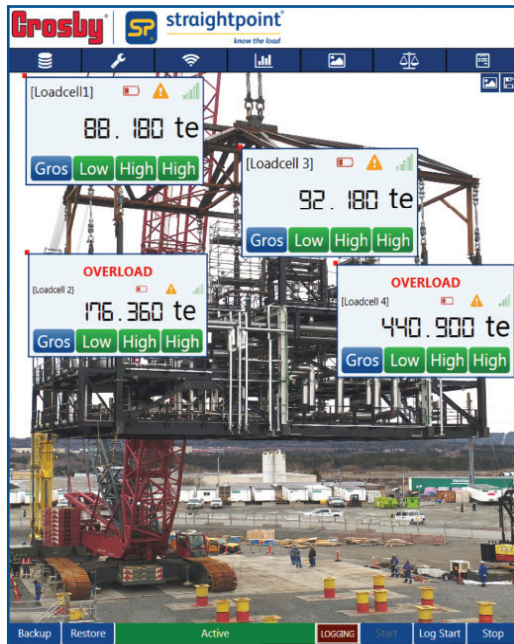 Crosby® SP straightpoint®
know the load
[Loadcell1]
88.180 te
Gros Low High High
[Loadcell 3]
92.180 te
Gros Low High High
OVERLOAD
[Loadcell 2]
176.360 te
Gros Low High High
OVERLOAD
[Loadcell 4]
440.900 te
Gros Low High High
Backup Restore Active LOGGING Start Log Start Stop